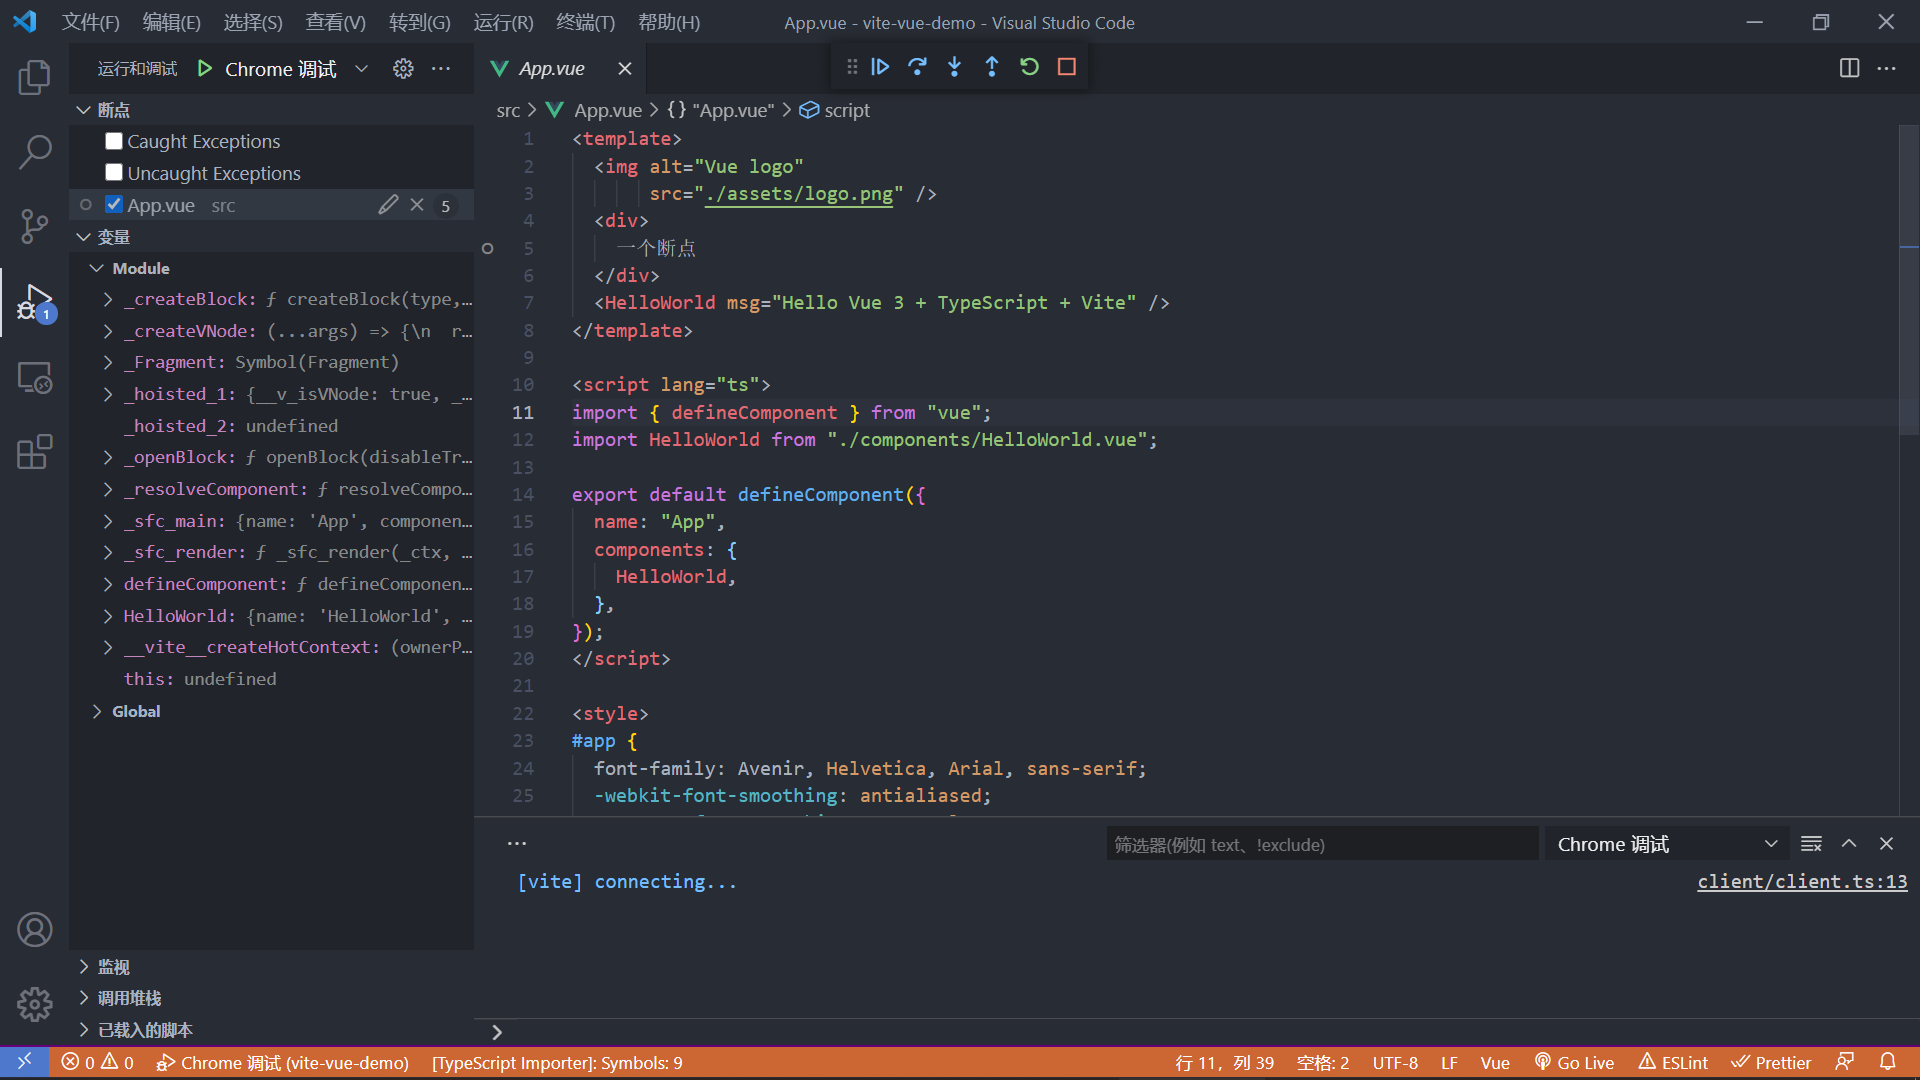 文件(F) 编辑(E) 选择(S) 查看(V) 转到(G) 运行(R) 终端(T) 帮助(H) App.vue - vite-vue-demo - Visual Studio Code
运行和调试 Chrome 调试 ···
断点
Caught Exceptions
Uncaught Exceptions
App.vue src 5
变量
Module
_createBlock: ƒ createBlock(type,…
_createVNode: (...args) => {\n r…
_Fragment: Symbol(Fragment)
_hoisted_1: {__v_isVNode: true, _…
_hoisted_2: undefined
_openBlock: ƒ openBlock(disableTr…
_resolveComponent: ƒ resolveCompo…
_sfc_main: {name: 'App', componen…
_sfc_render: ƒ _sfc_render(_ctx, …
defineComponent: ƒ defineComponen…
HelloWorld: {name: 'HelloWorld', …
__vite__createHotContext: (ownerP…
this: undefined
Global
监视
调用堆栈
已载入的脚本
1
App.vue
src > App.vue > {} "App.vue" > script
1 <template>
2 <img alt="Vue logo"
3 src="./assets/logo.png" />
4 <div>
5 一个断点
6 </div>
7 <HelloWorld msg="Hello Vue 3 + TypeScript + Vite" />
8 </template>
9
10 <script lang="ts">
11 import { defineComponent } from "vue";
12 import HelloWorld from "./components/HelloWorld.vue";
13
14 export default defineComponent({
15 name: "App",
16 components: {
17 HelloWorld,
18 },
19 });
20 </script>
21
22 <style>
23 #app {
24 font-family: Avenir, Helvetica, Arial, sans-serif;
25 -webkit-font-smoothing: antialiased;
··· 筛选器(例如 text、!exclude) Chrome 调试
[vite] connecting... client/client.ts:13
0 0 Chrome 调试 (vite-vue-demo) [TypeScript Importer]: Symbols: 9 行 11，列 39 空格: 2 UTF-8 LF Vue Go Live ESLint Prettier